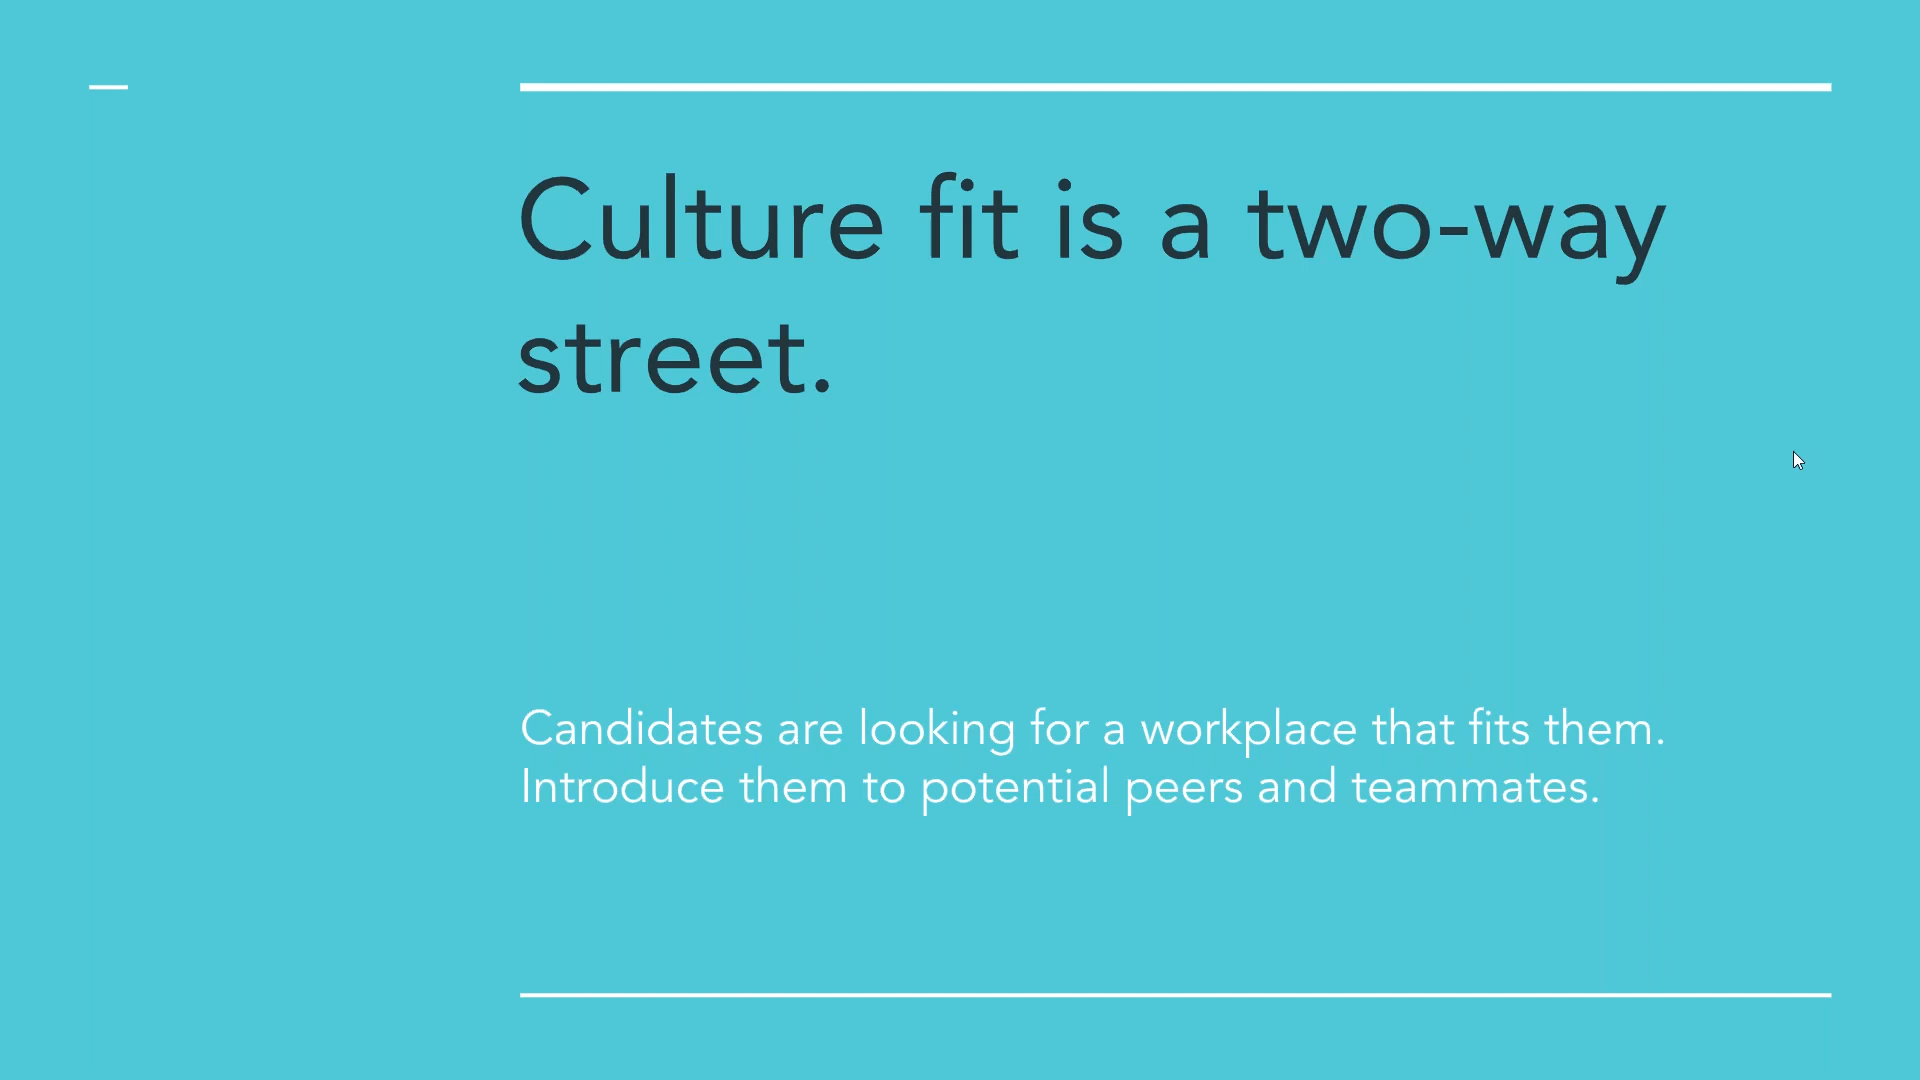 Culture fit is a two-way
street.
Candidates are looking for a workplace that fits them.
Introduce them to potential peers and teammates.